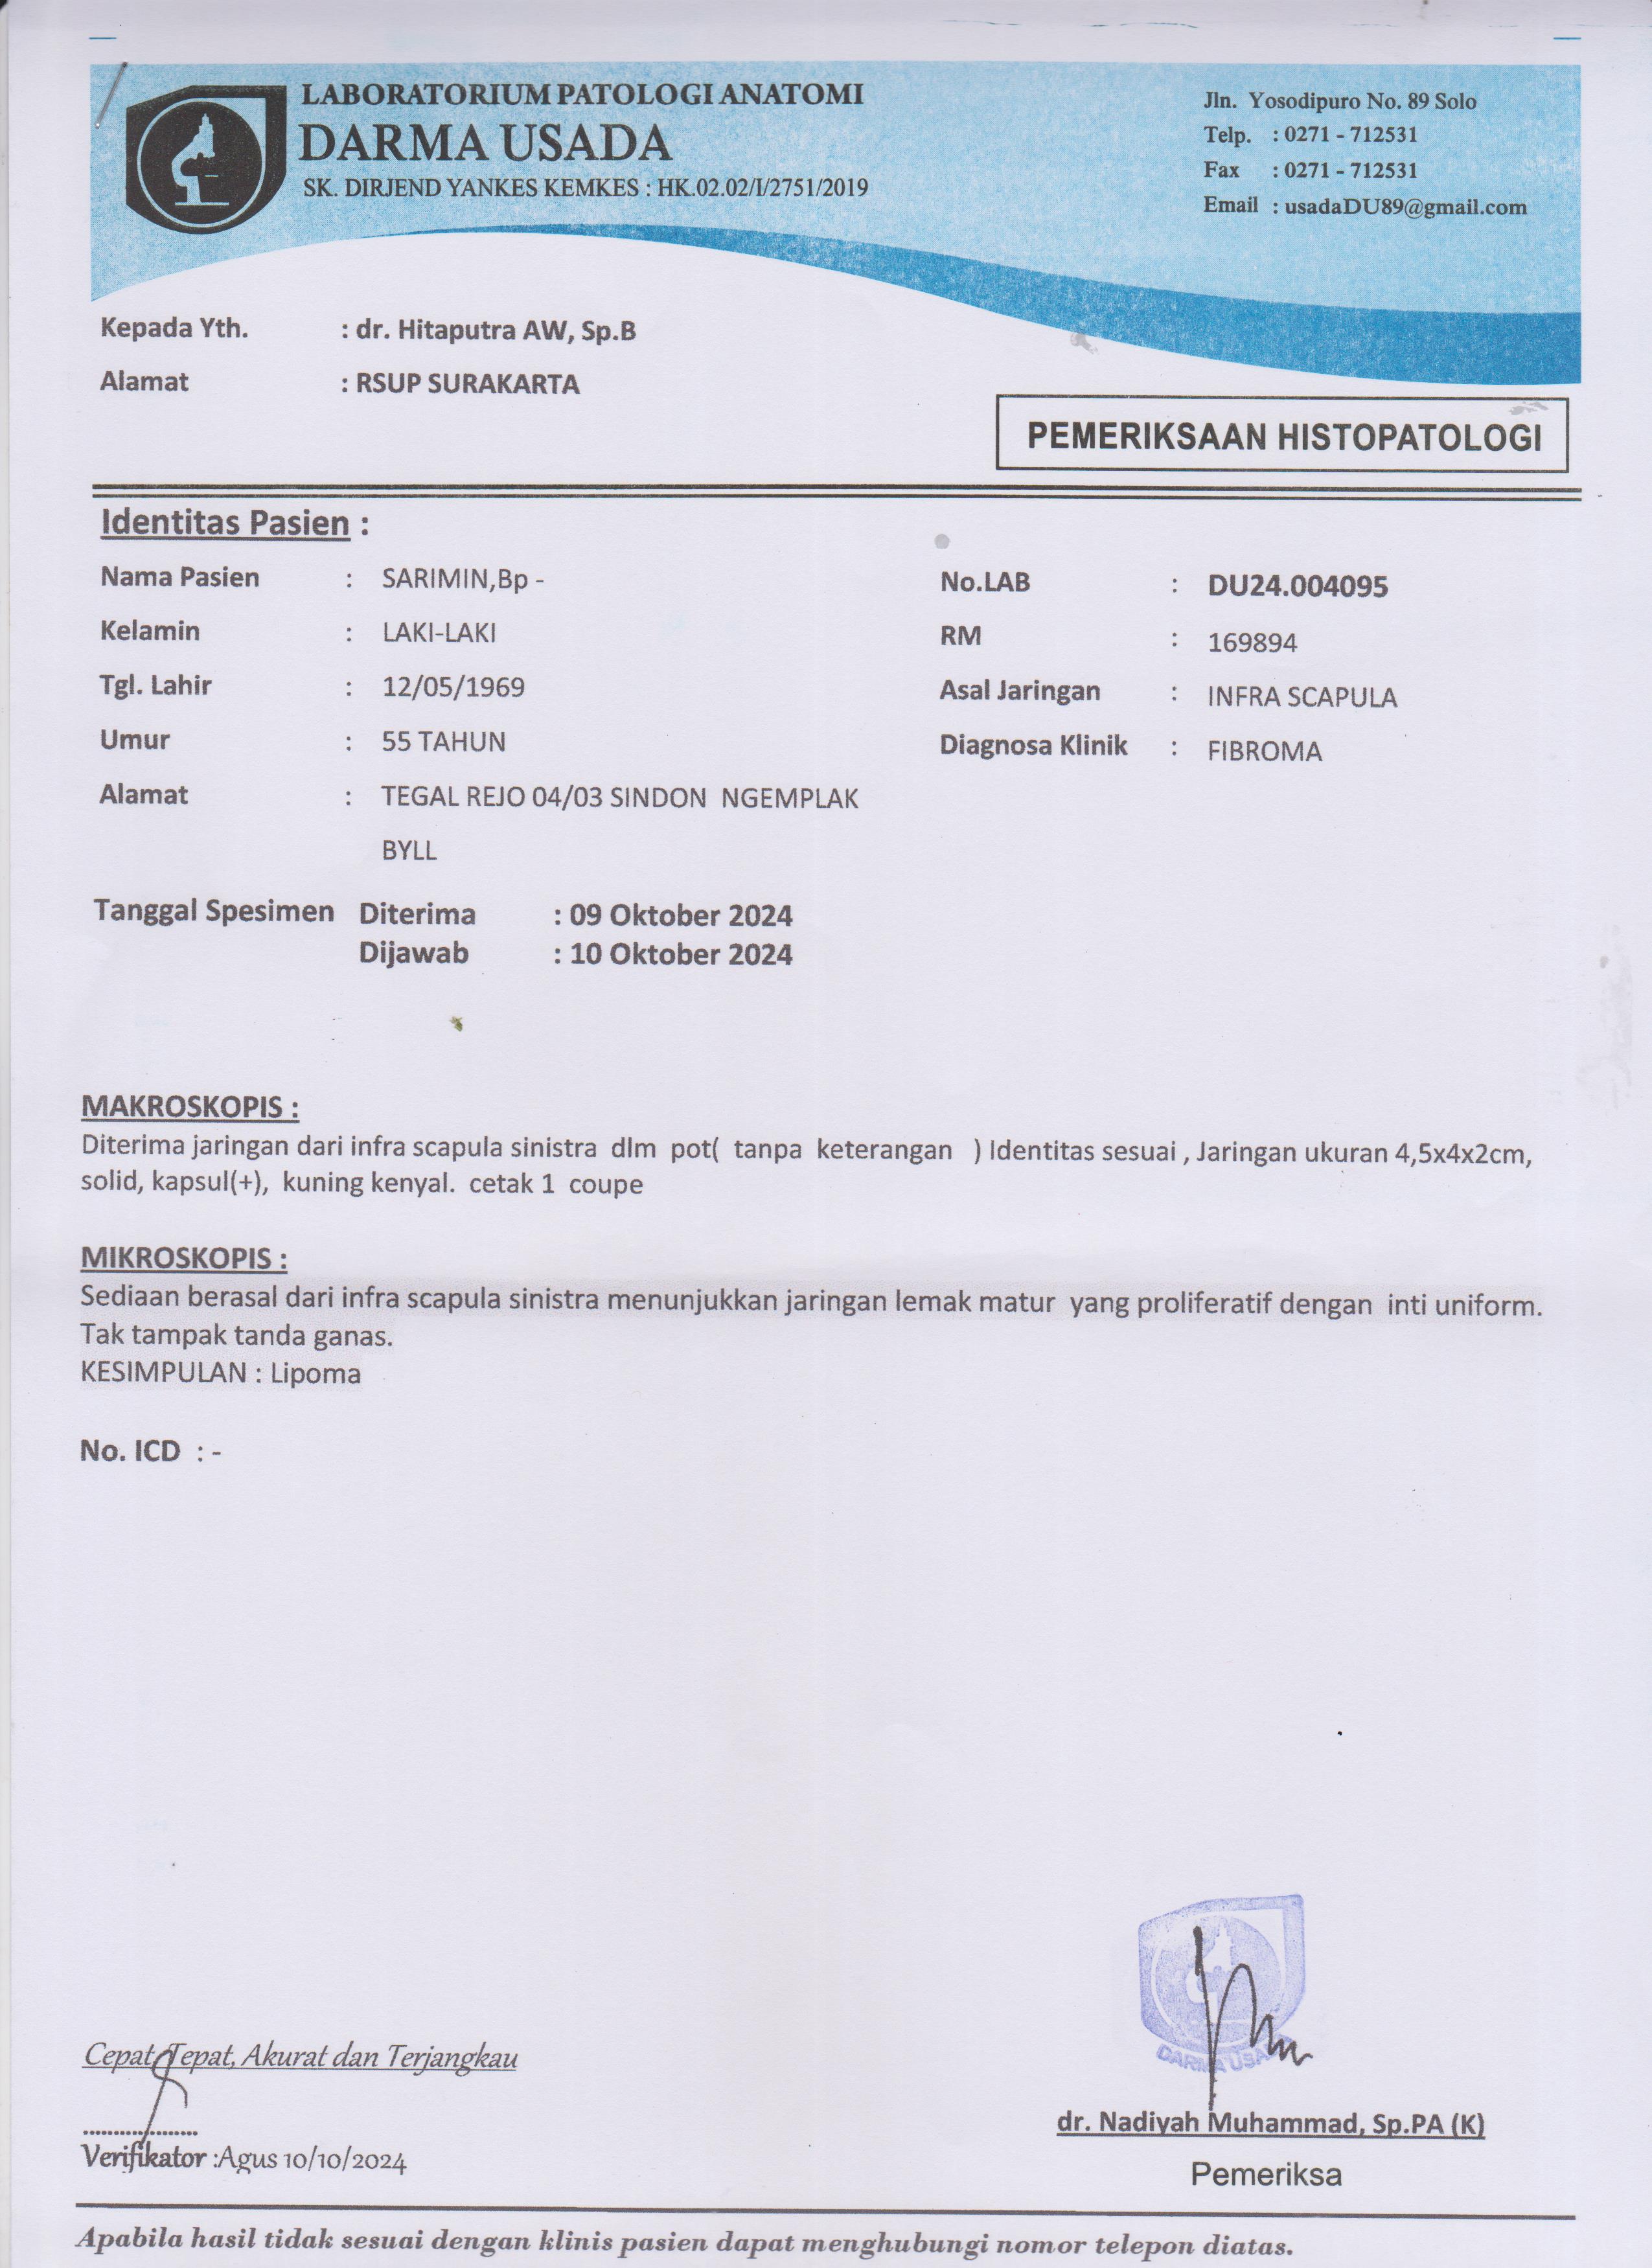 LABORATORIUM PATOLOGI ANATOMI
DARMA USADA
SK. DIRJEND YANKES KEMKES : HK.02.02/I/2751/2019
Jln. Yosodipuro No. 89 Solo
Telp. : 0271 - 712531
Fax : 0271 - 712531
Email : usadaDU89@gmail.com
Kepada Yth. : dr. Hitaputra AW, Sp.B
Alamat : RSUP SURAKARTA
PEMERIKSAAN HISTOPATOLOGI
Identitas Pasien :
Nama Pasien : SARIMIN,Bp -
Kelamin : LAKI-LAKI
Tgl. Lahir : 12/05/1969
Umur : 55 TAHUN
Alamat : TEGAL REJO 04/03 SINDON NGEMPLAK
BYLL
No.LAB : DU24.004095
RM : 169894
Asal Jaringan : INFRA SCAPULA
Diagnosa Klinik : FIBROMA
Tanggal Spesimen Diterima : 09 Oktober 2024
Dijawab : 10 Oktober 2024
MAKROSKOPIS :
Diterima jaringan dari infra scapula sinistra dlm pot( tanpa keterangan ) Identitas sesuai , Jaringan ukuran 4,5x4x2cm,
solid, kapsul(+), kuning kenyal. cetak 1 coupe
MIKROSKOPIS :
Sediaan berasal dari infra scapula sinistra menunjukkan jaringan lemak matur yang proliferatif dengan inti uniform.
Tak tampak tanda ganas.
KESIMPULAN : Lipoma
No. ICD : -
Cepat, Tepat, Akurat dan Terjangkau
....................
Verifikator :Agus 10/10/2024
DARMA USA
dr. Nadiyah Muhammad, Sp.PA (K)
Pemeriksa
Apabila hasil tidak sesuai dengan klinis pasien dapat menghubungi nomor telepon diatas.